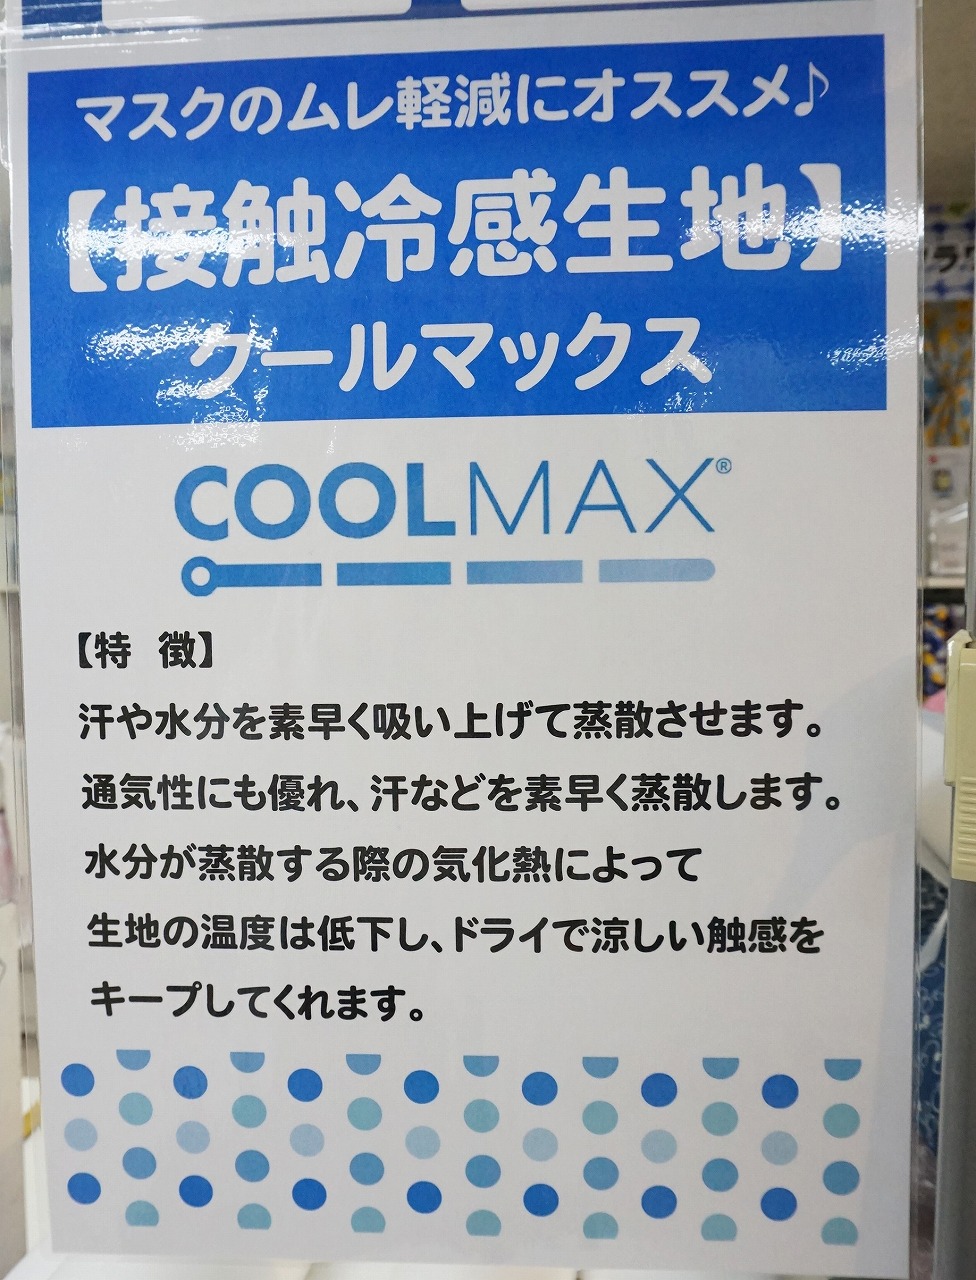 マスクのムレ軽減にオススメ♪
【接触冷感生地】
クールマックス
COOLMAX®
【特 徴】
汗や水分を素早く吸い上げて蒸散させます。
通気性にも優れ、汗などを素早く蒸散します。
水分が蒸散する際の気化熱によって
生地の温度は低下し、ドライで涼しい触感を
キープしてくれます。